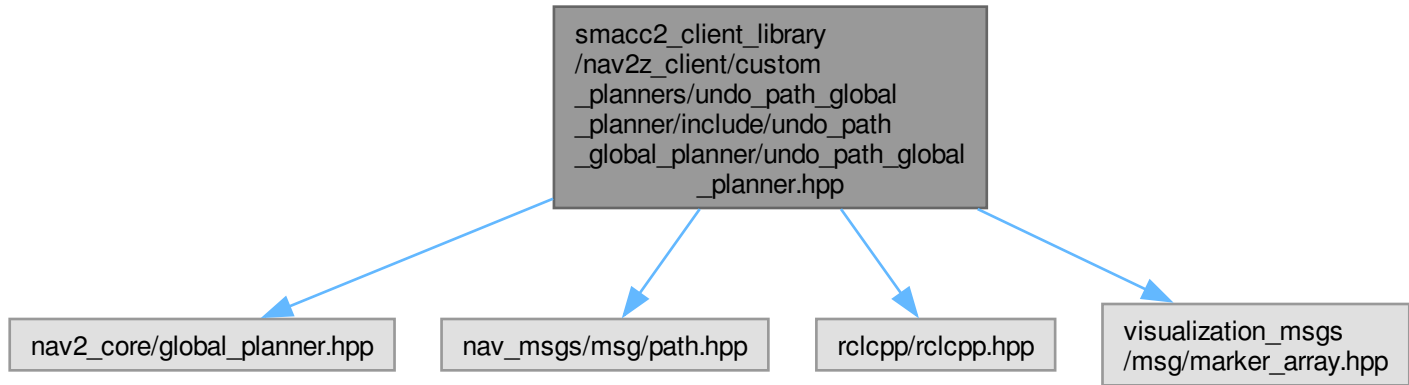 smacc2_client_library
/nav2z_client/custom
_planners/undo_path_global
_planner/include/undo_path
_global_planner/undo_path_global
_planner.hpp
nav2_core/global_planner.hpp
nav_msgs/msg/path.hpp
rclcpp/rclcpp.hpp
visualization_msgs
/msg/marker_array.hpp